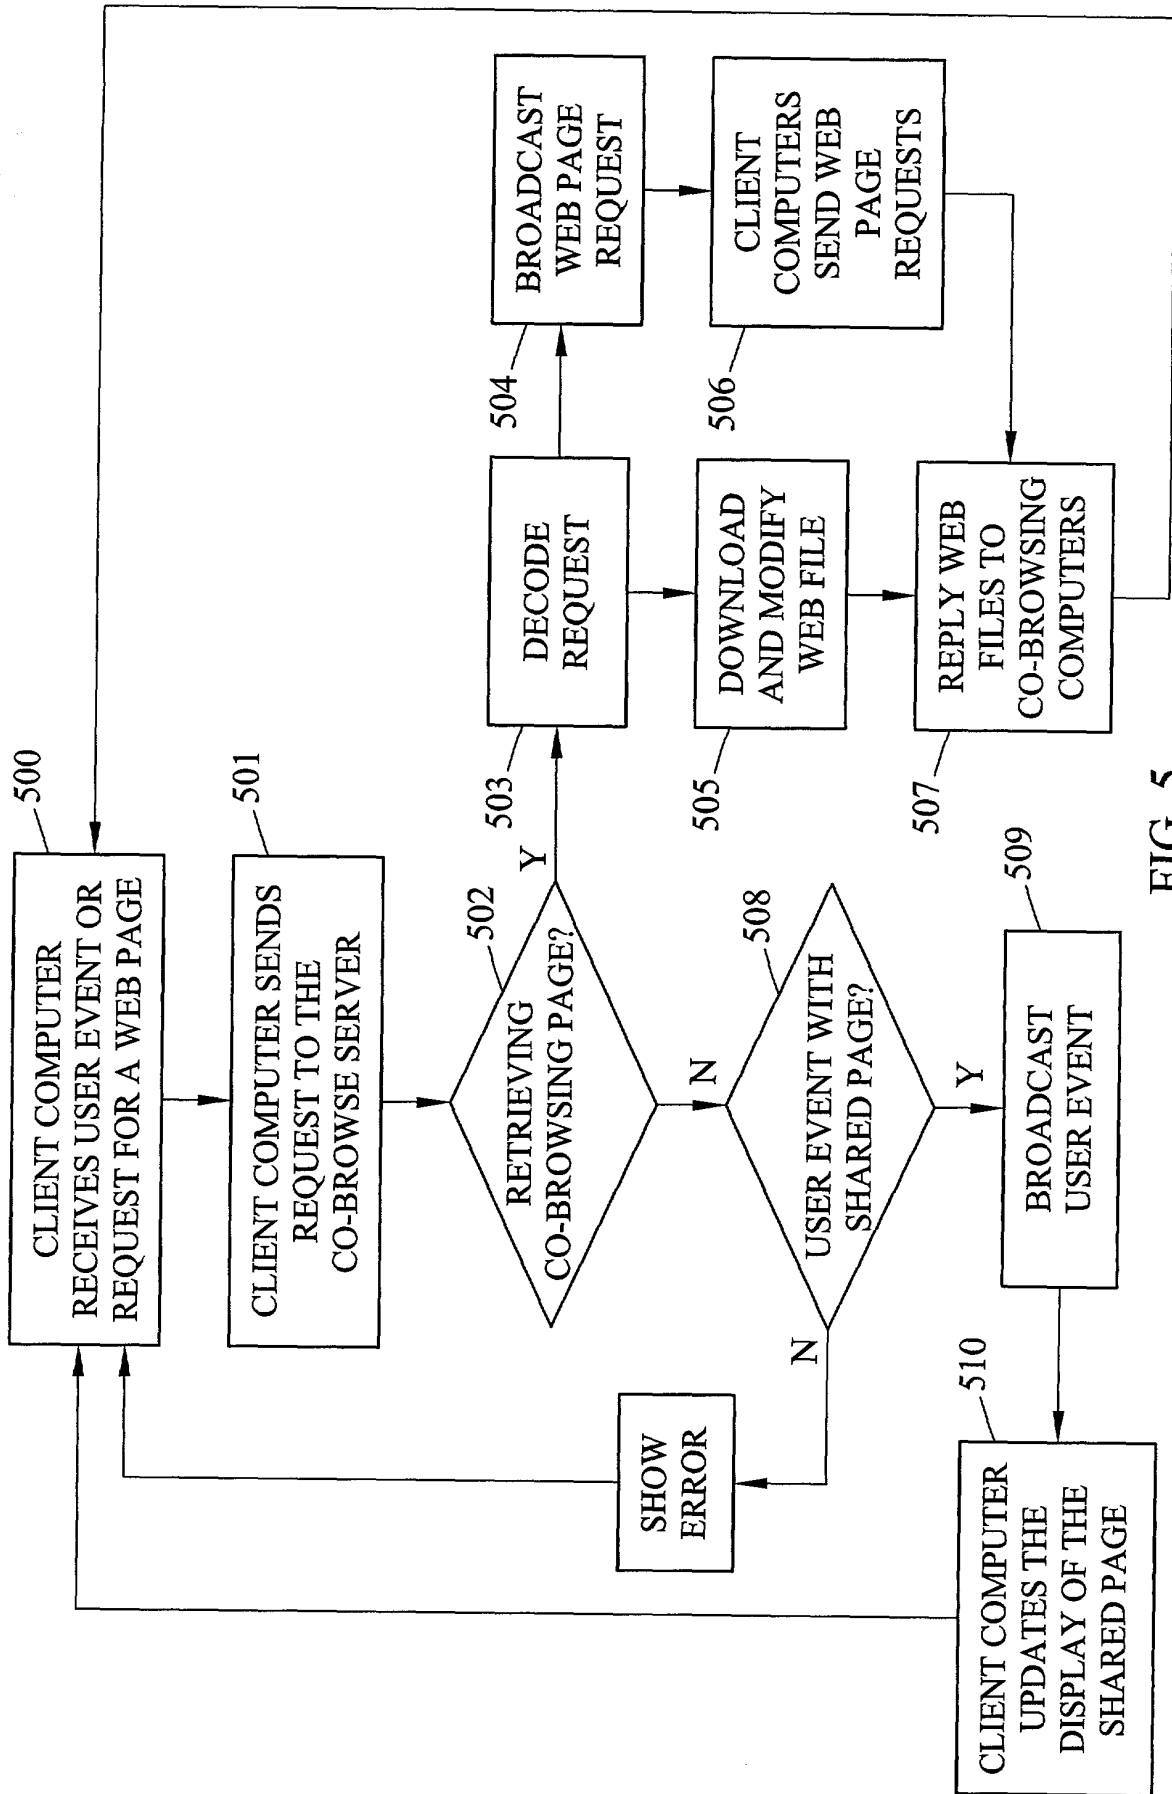 500
CLIENT COMPUTER
RECEIVES USER EVENT OR
REQUEST FOR A WEB PAGE
501
CLIENT COMPUTER SENDS
REQUEST TO THE
CO-BROWSE SERVER
502
RETRIEVING
CO-BROWSING PAGE?
Y
N
503
DECODE
REQUEST
504
BROADCAST
WEB PAGE
REQUEST
505
DOWNLOAD
AND MODIFY
WEB FILE
506
CLIENT
COMPUTERS
SEND WEB
PAGE
REQUESTS
507
REPLY WEB
FILES TO
CO-BROWSING
COMPUTERS
508
USER EVENT WITH
SHARED PAGE?
N
Y
SHOW
ERROR
509
BROADCAST
USER EVENT
510
CLIENT COMPUTER
UPDATES THE
DISPLAY OF THE
SHARED PAGE
FIG. 5